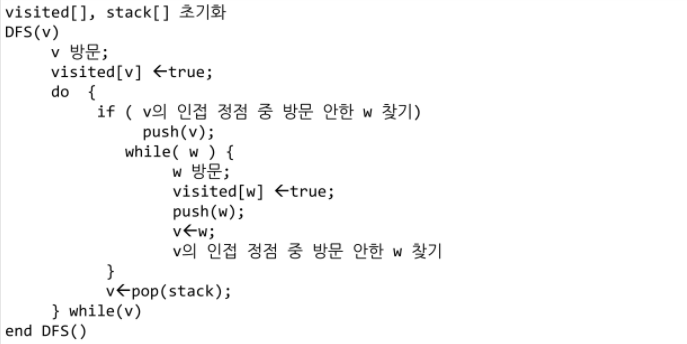 visited[], stack[] 초기화
DFS(v)
v 방문;
visited[v] ←true;
do {
if ( v의 인접 정점 중 방문 안한 w 찾기)
push(v);
while( w ) {
w 방문;
visited[w] ←true;
push(w);
v←w;
v의 인접 정점 중 방문 안한 w 찾기
}
v←pop(stack);
} while(v)
end DFS()